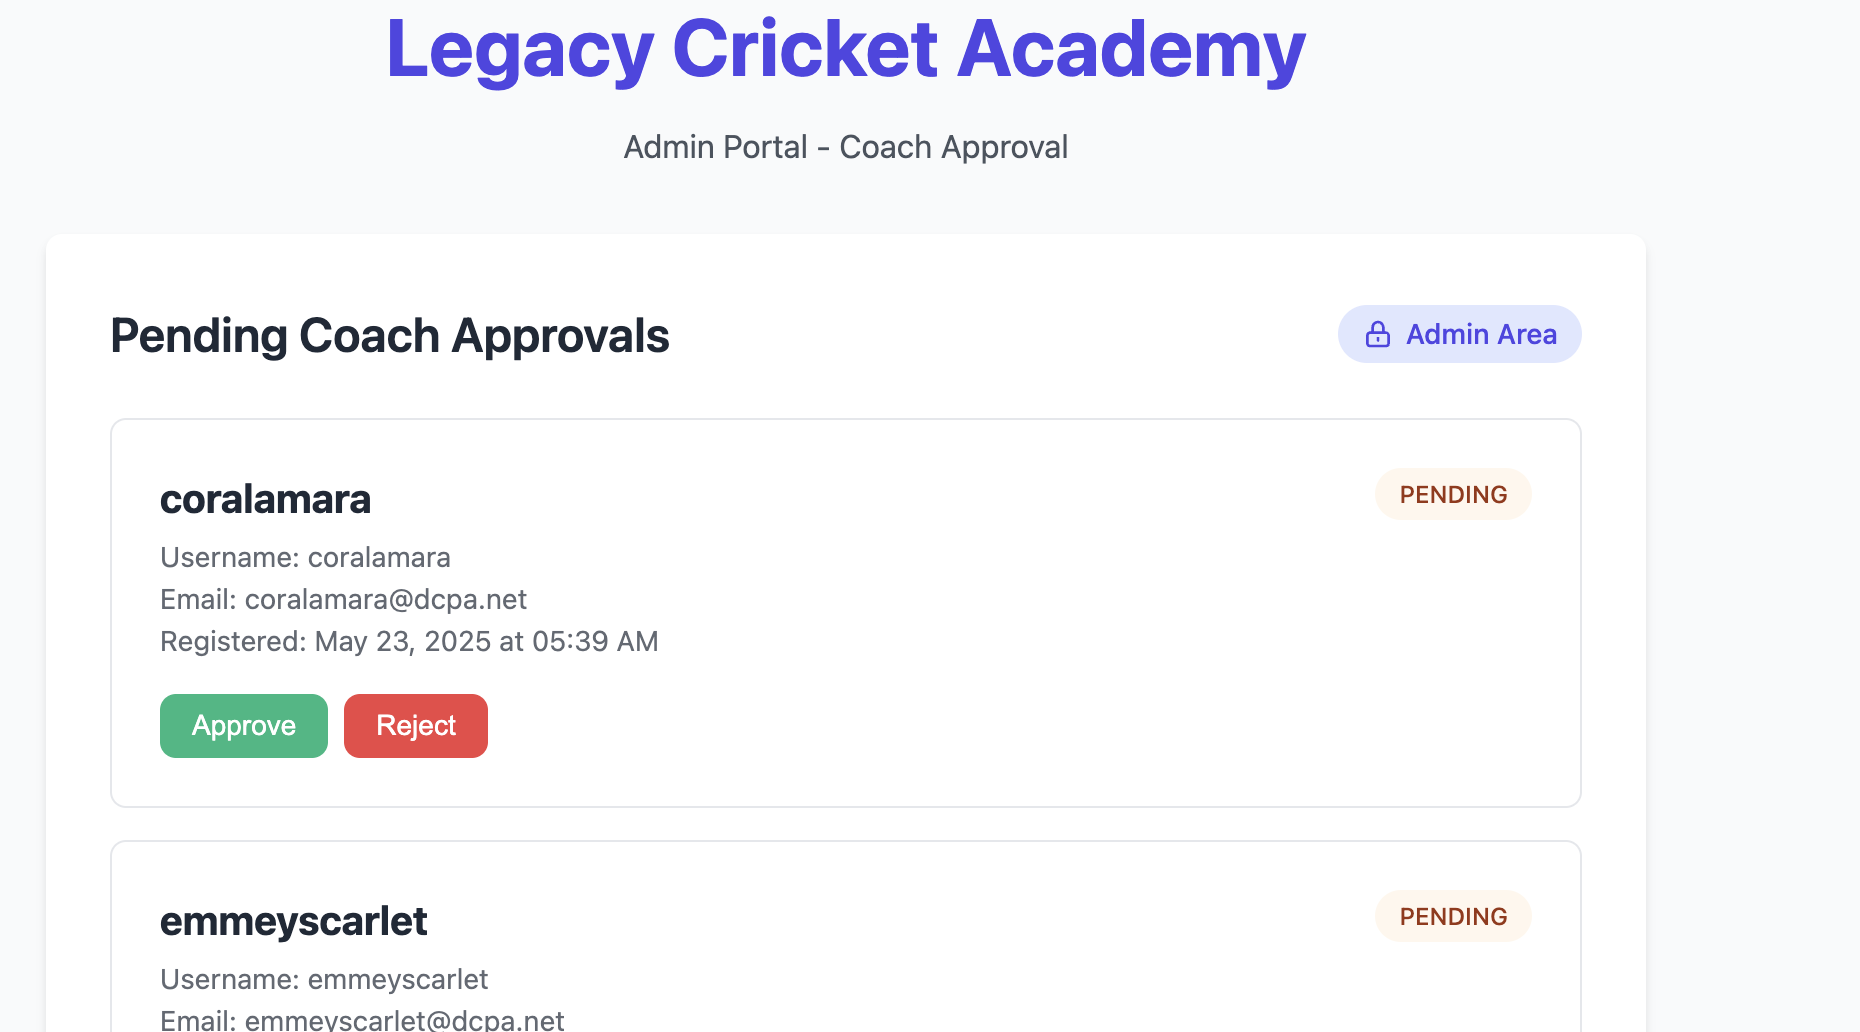 Legacy Cricket Academy
Admin Portal - Coach Approval
Pending Coach Approvals
Admin Area
coralamara
PENDING
Username: coralamara
Email: coralamara@dcpa.net
Registered: May 23, 2025 at 05:39 AM
Approve
Reject
emmeyscarlet
PENDING
Username: emmeyscarlet
Email: emmeyscarlet@dcpa.net